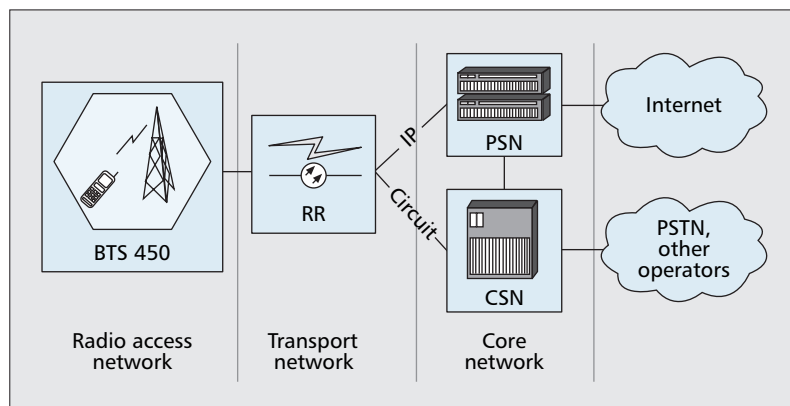 BTS 450
RR
IP
Circuit
PSN
CSN
Internet
PSTN,
other
operators
Radio access
network
Transport
network
Core
network